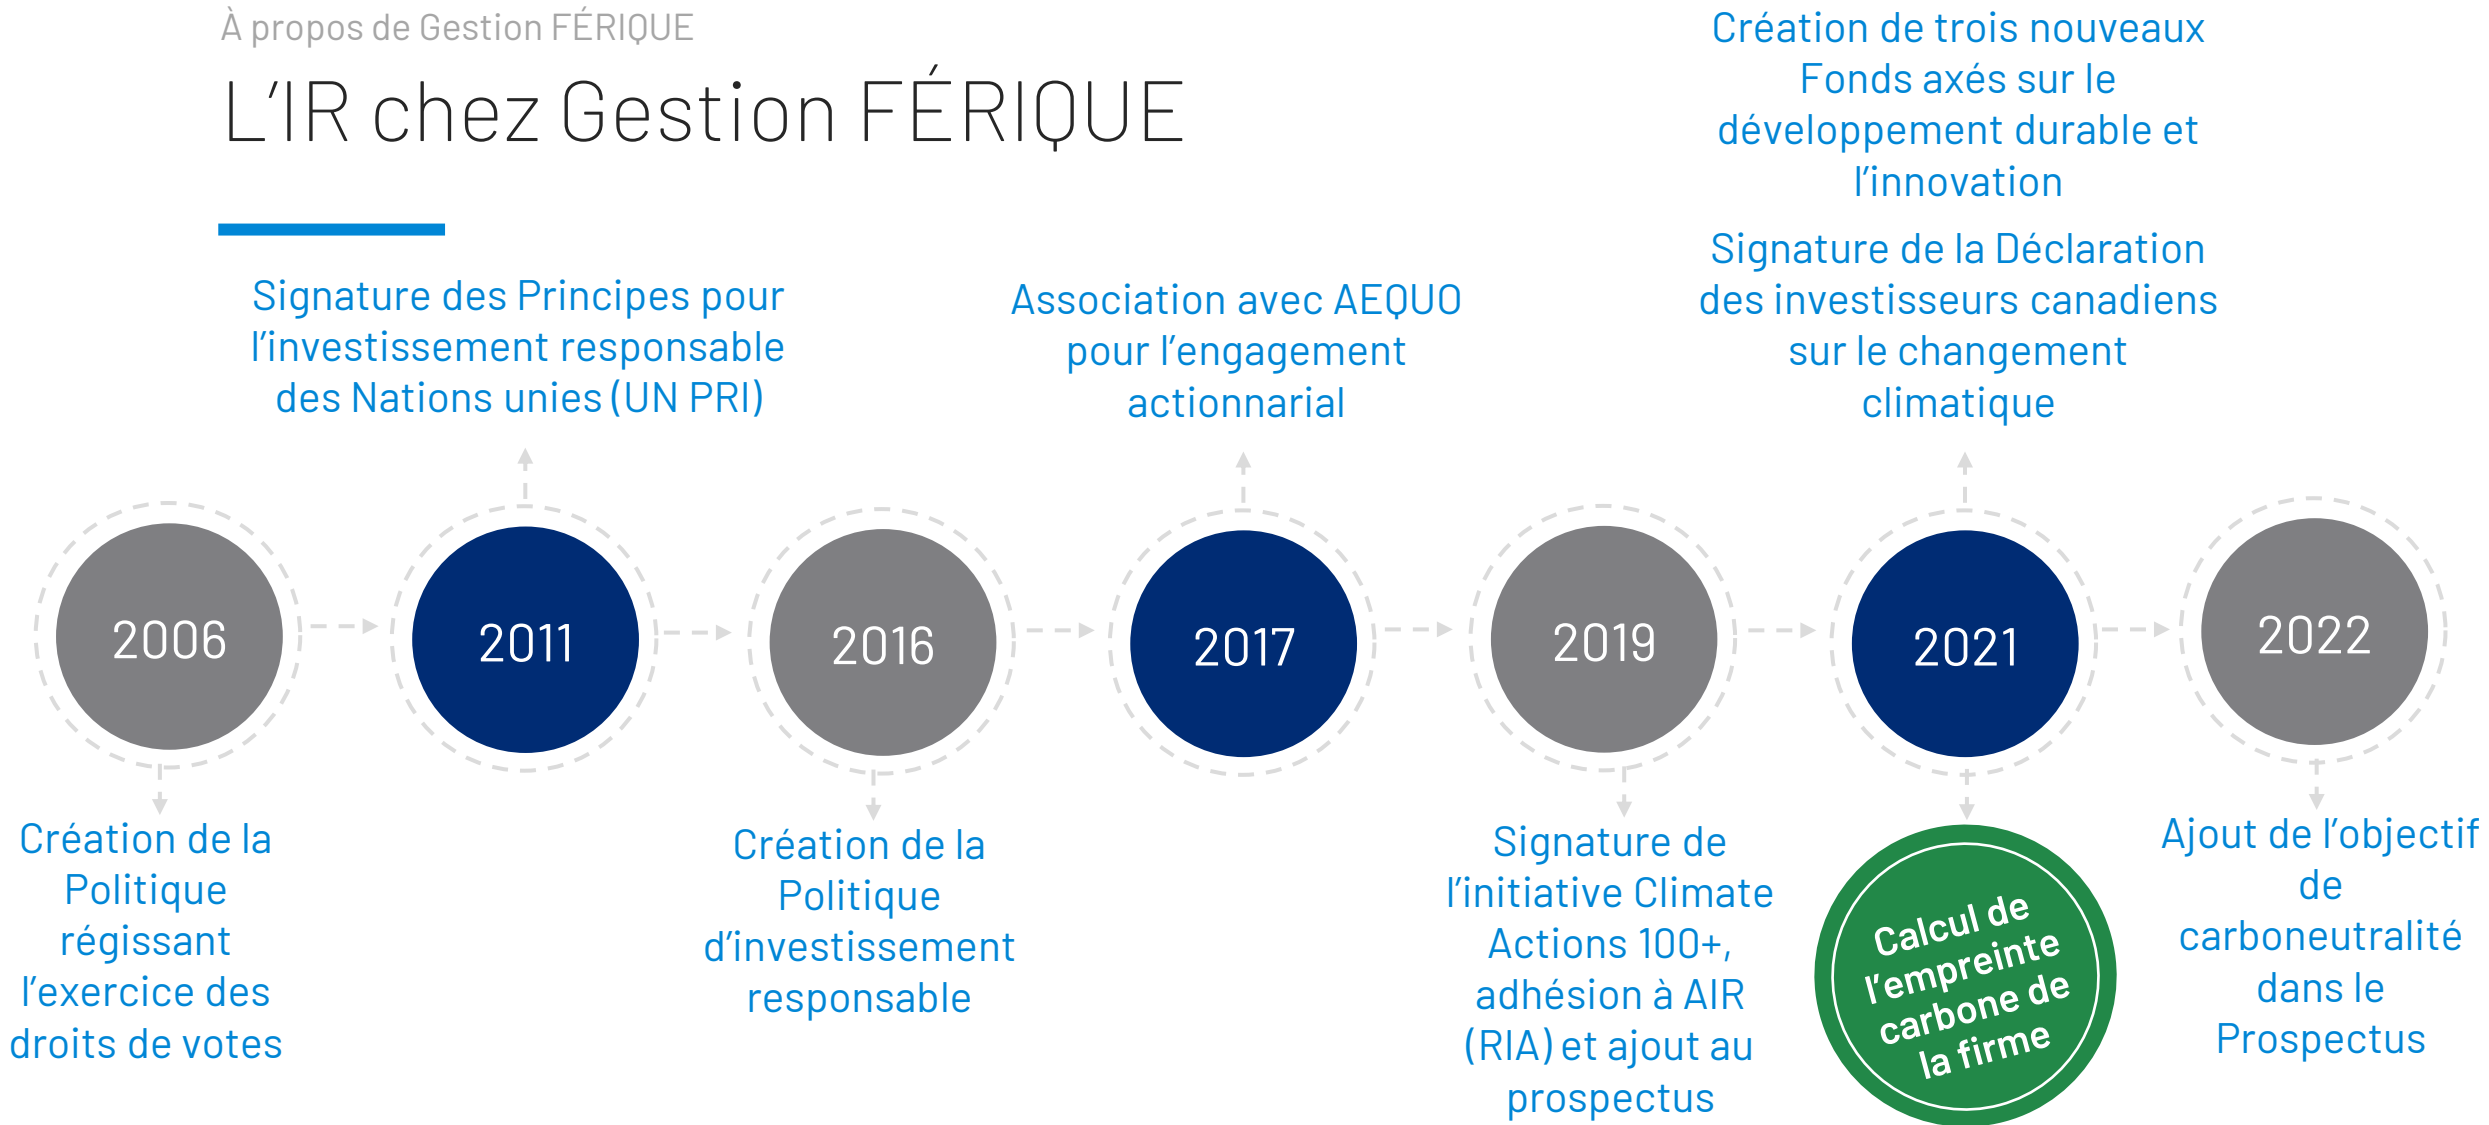 À propos de Gestion FÉRIQUE
L'IR chez Gestion FÉRIQUE
Création de trois nouveaux
Fonds axés sur le
développement durable et
l'innovation
Signature de la Déclaration
des investisseurs canadiens
sur le changement
climatique
Signature des Principes pour
l'investissement responsable
des Nations unies (UN PRI)
Association avec AEQUO
pour l'engagement
actionnarial
2006
2011
2016
2017
2019
2021
2022
Création de la
Politique
régissant
l'exercice des
droits de votes
Création de la
Politique
d'investissement
responsable
Signature de
l'initiative Climate
Actions 100+,
adhésion à AIR
(RIA) et ajout au
prospectus
Calcul de
l'empreinte
carbone de
la firme
Ajout de l'objectif
de
carboneutralité
dans le
Prospectus